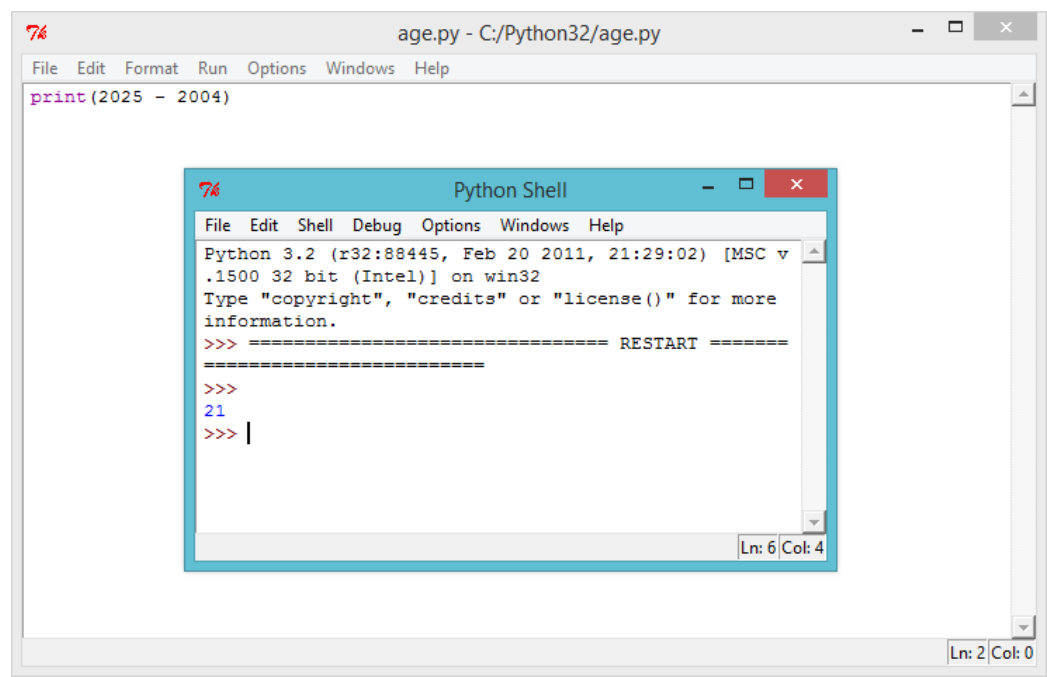 age.py - C:/Python32/age.py
File Edit Format Run Options Windows Help
print(2025 - 2004)
Python Shell
File Edit Shell Debug Options Windows Help
Python 3.2 (r32:88445, Feb 20 2011, 21:29:02) [MSC v
.1500 32 bit (Intel)] on win32
Type "copyright", "credits" or "license()" for more
information.
>>> ================================ RESTART =======
=========================
>>>
21
>>>
Ln: 6 Col: 4
Ln: 2 Col: 0